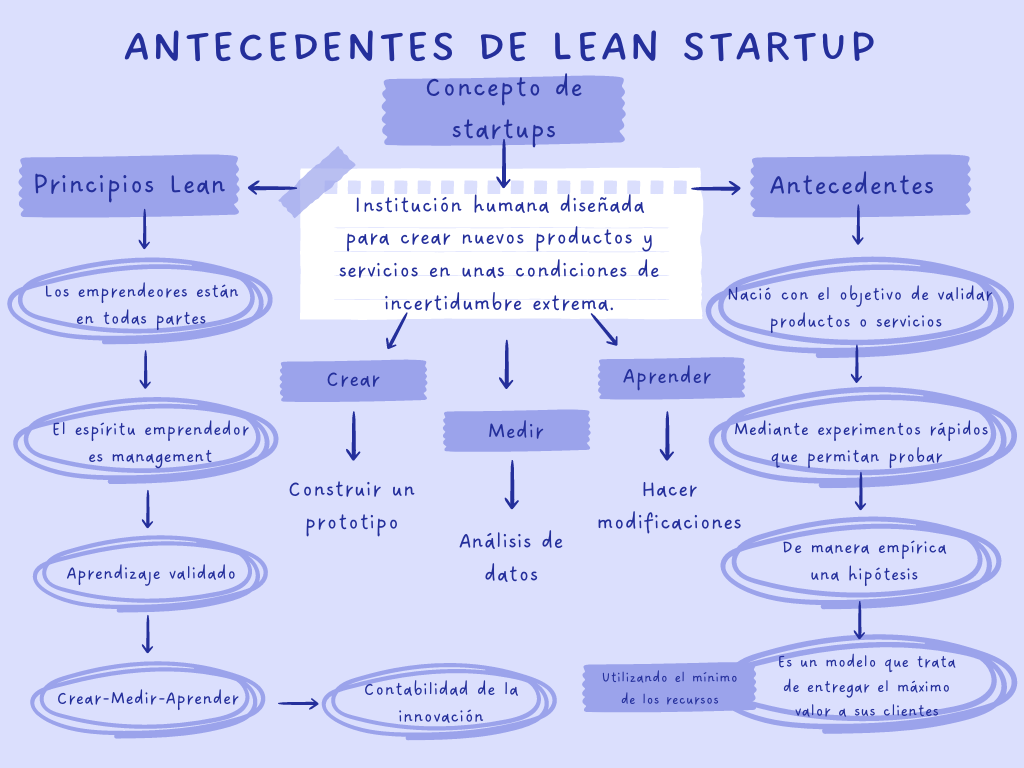 ANTECEDENTES DE LEAN STARTUP
Concepto de
startups
Institución humana diseñada
para crear nuevos productos y
servicios en unas condiciones de
incertidumbre extrema.
Principios Lean
Los emprendeores están
en todas partes
El espíritu emprendedor
es management
Aprendizaje validado
Crear-Medir-Aprender
Contabilidad de la
innovación
Crear
Construir un
prototipo
Medir
Análisis de
datos
Aprender
Hacer
modificaciones
Antecedentes
Nació con el objetivo de validar
productos o servicios
Mediante experimentos rápidos
que permitan probar
De manera empírica
una hipótesis
Es un modelo que trata
de entregar el máximo
valor a sus clientes
Utilizando el mínimo
de los recursos